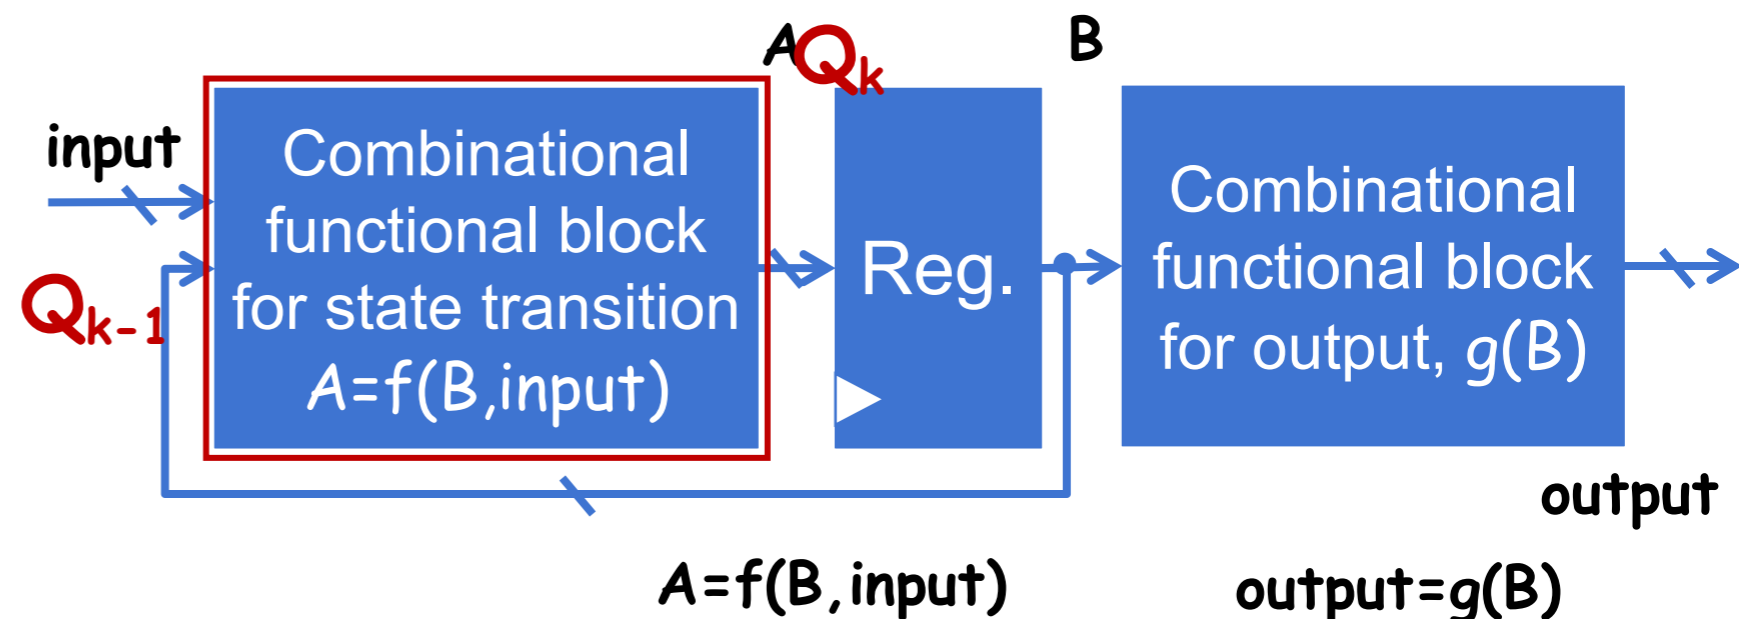 A
Qk
B
input
Qk-1
Combinational
functional block
for state transition
A=f(B,input)
Reg.
Combinational
functional block
for output, g(B)
output
A=f(B,input)
output=g(B)